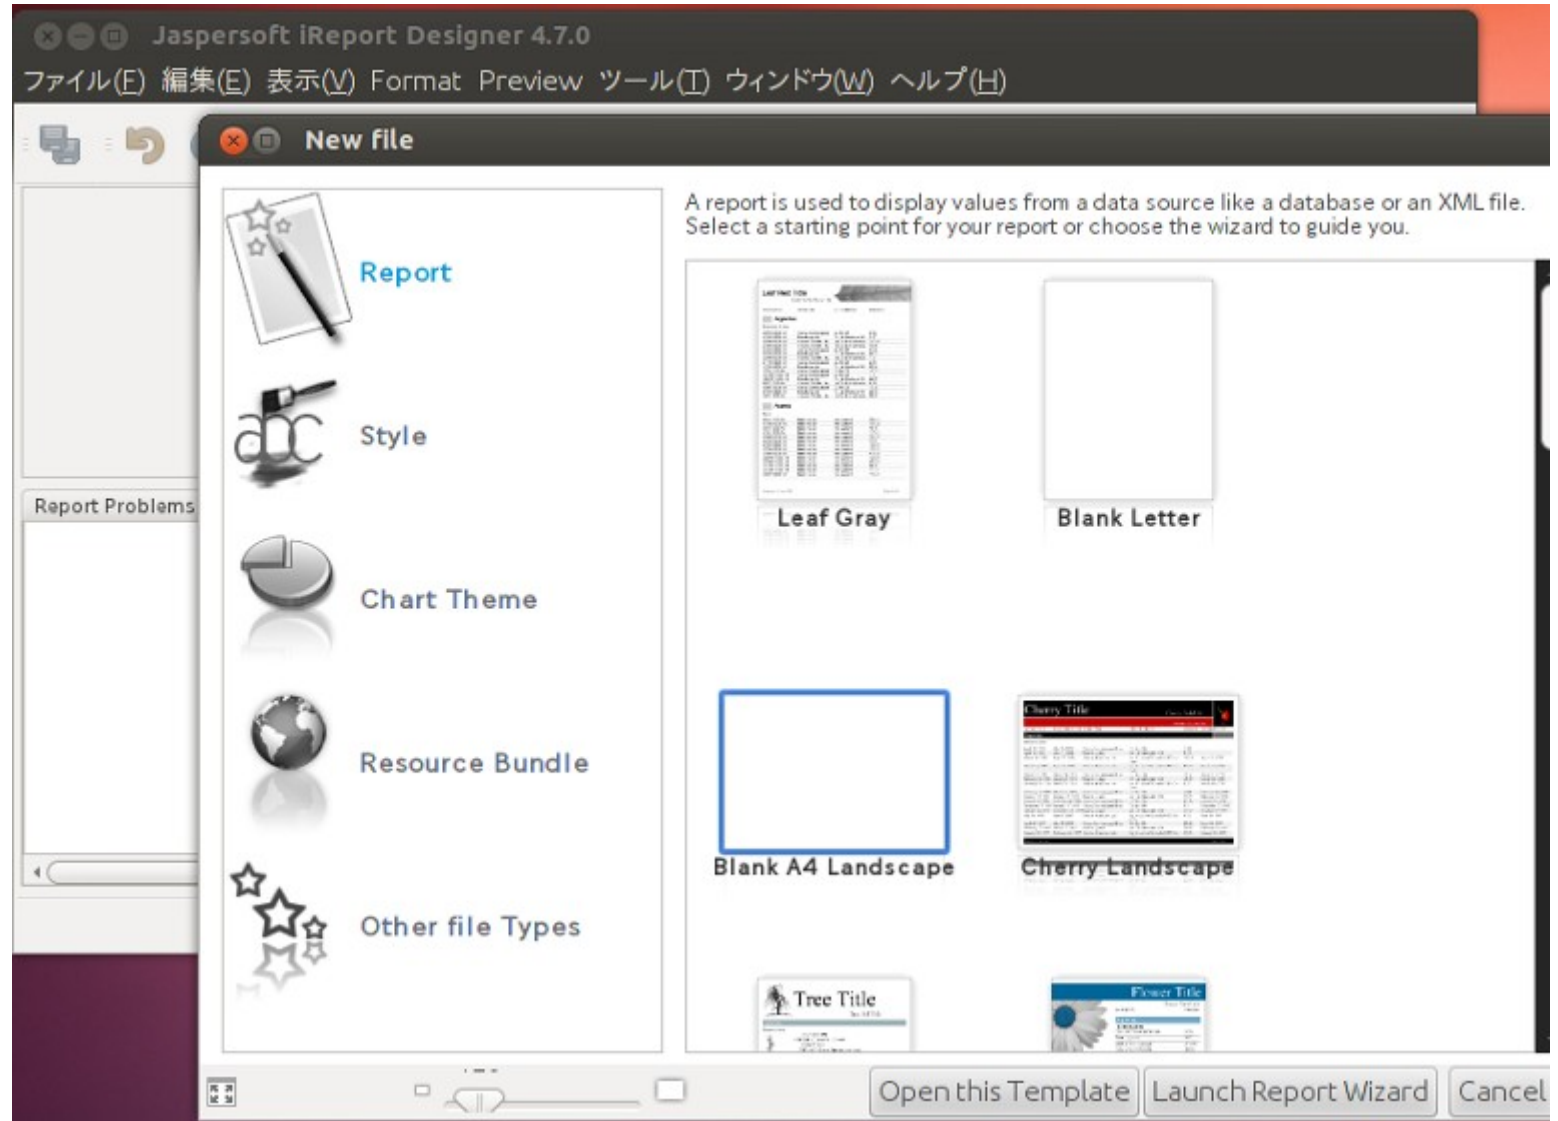 Jaspersoft iReport Designer 4.7.0
ファイル(F) 編集(E) 表示(V) Format Preview ツール(T) ウィンドウ(W) ヘルプ(H)
New file
A report is used to display values from a data source like a database or an XML file.
Select a starting point for your report or choose the wizard to guide you.
Report
abc
Style
Report Problems
Chart Theme
Resource Bundle
Other file Types
Leaf Gray
Blank Letter
Cherry Title
Blank A4 Landscape
Cherry Landscape
Tree Title
Flower Title
Open this Template
Launch Report Wizard
Cancel